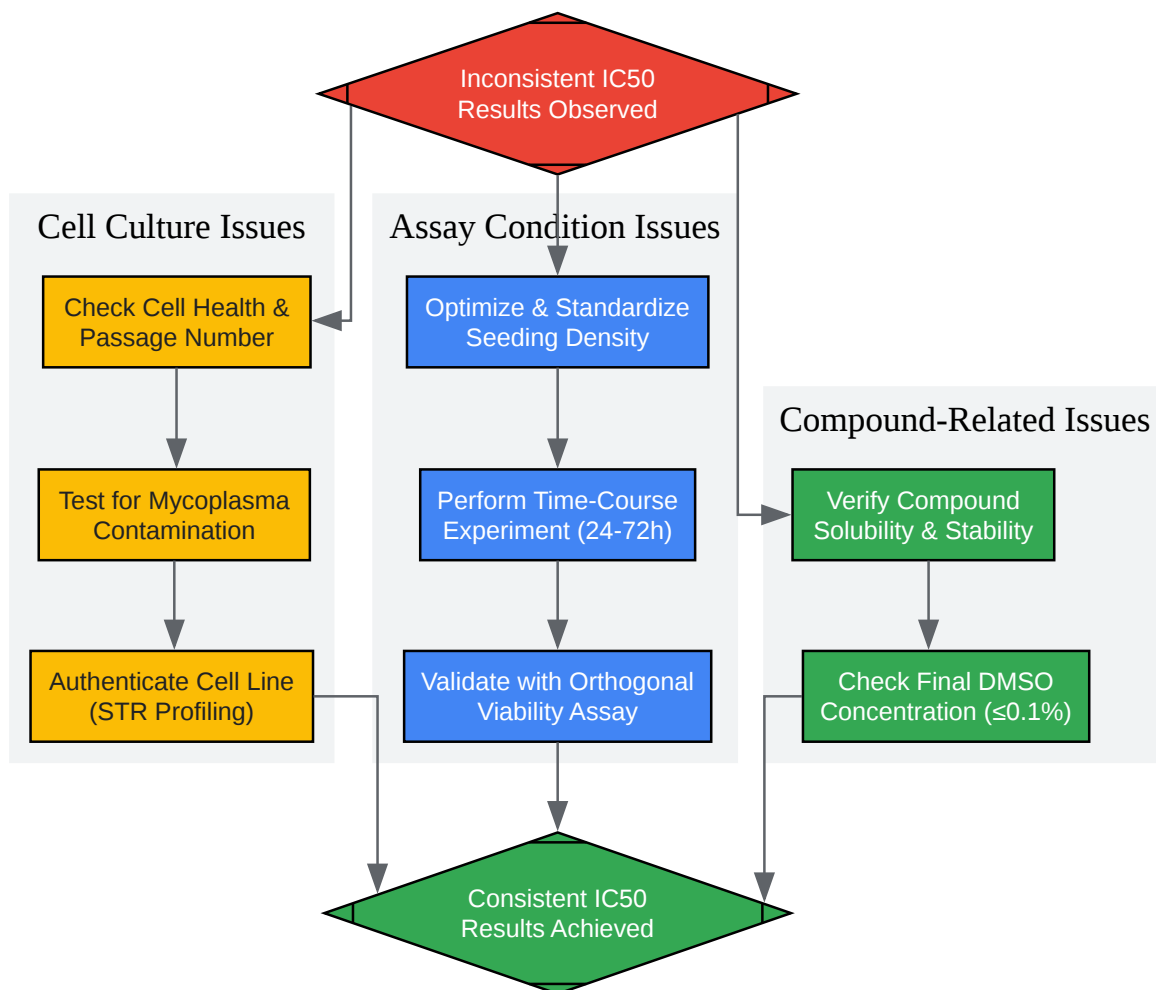 Inconsistent IC50
Results Observed
Cell Culture Issues
Check Cell Health &
Passage Number
Test for Mycoplasma
Contamination
Authenticate Cell Line
(STR Profiling)
Assay Condition Issues
Optimize & Standardize
Seeding Density
Perform Time-Course
Experiment (24-72h)
Validate with Orthogonal
Viability Assay
Compound-Related Issues
Verify Compound
Solubility & Stability
Check Final DMSO
Concentration (≤0.1%)
Consistent IC50
Results Achieved